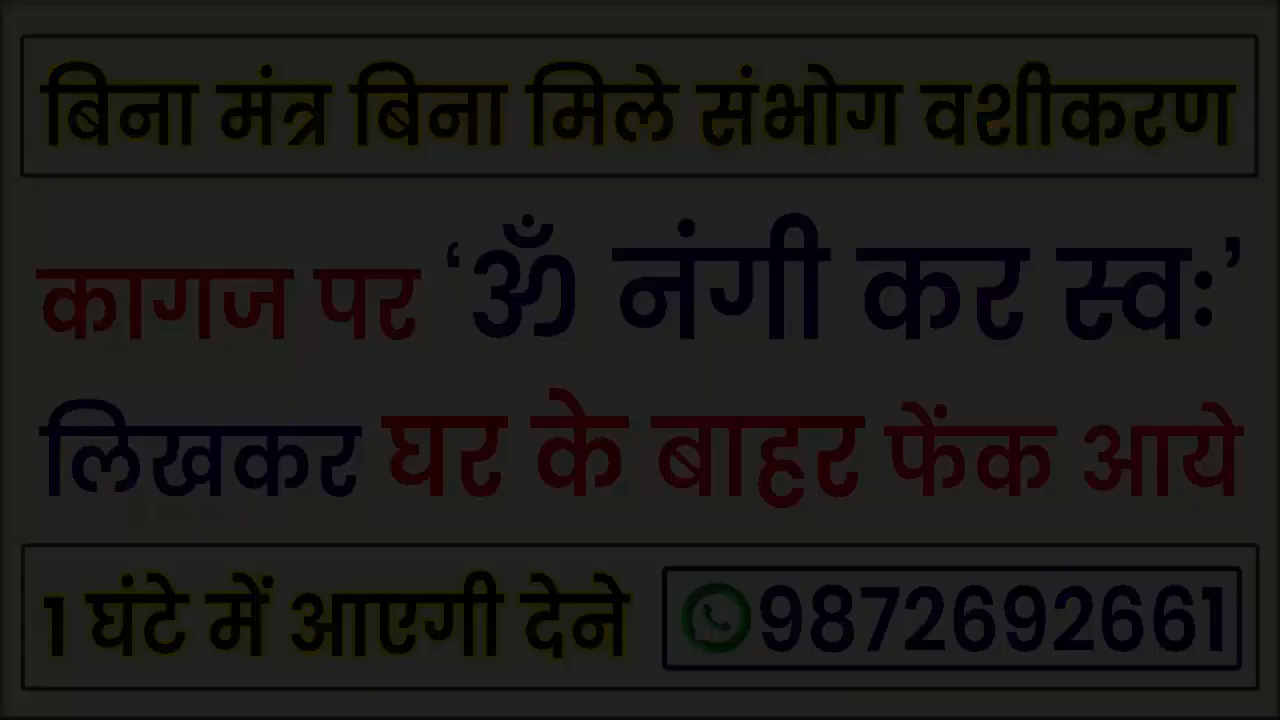 बिना मंत्र बिना मिले संभोग वशीकरण
कागज पर ‘ॐ नंगी कर स्वः’
लिखकर घर के बाहर फेंक आये
1 घंटे में आएगी देने 9872692661